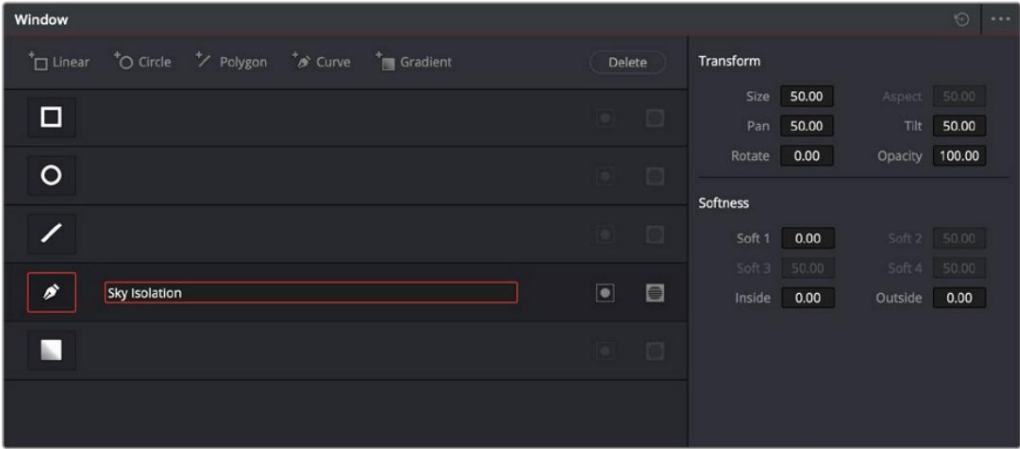 Window
Linear Circle Polygon Curve Gradient Delete
Sky Isolation
Transform
Size 50.00 Aspect 50.00
Pan 50.00 Tilt 50.00
Rotate 0.00 Opacity 100.00
Softness
Soft 1 0.00 Soft 2 50.00
Soft 3 50.00 Soft 4 50.00
Inside 0.00 Outside 0.00